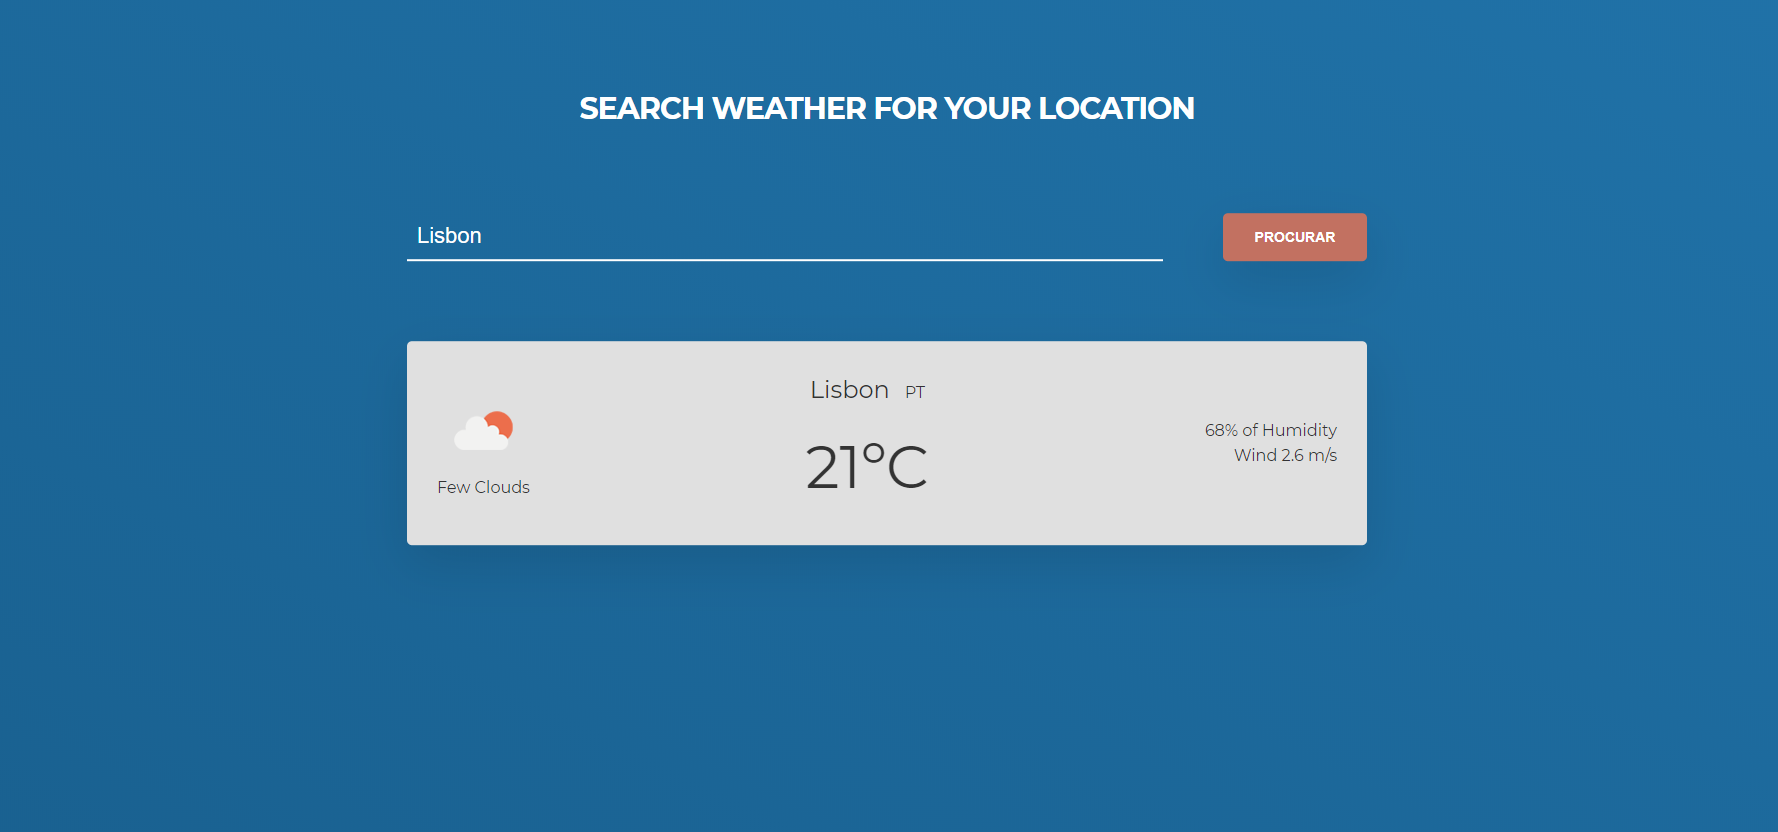 SEARCH WEATHER FOR YOUR LOCATION
Lisbon
PROCURAR
Lisbon PT
21°C
Few Clouds
68% of Humidity
Wind 2.6 m/s